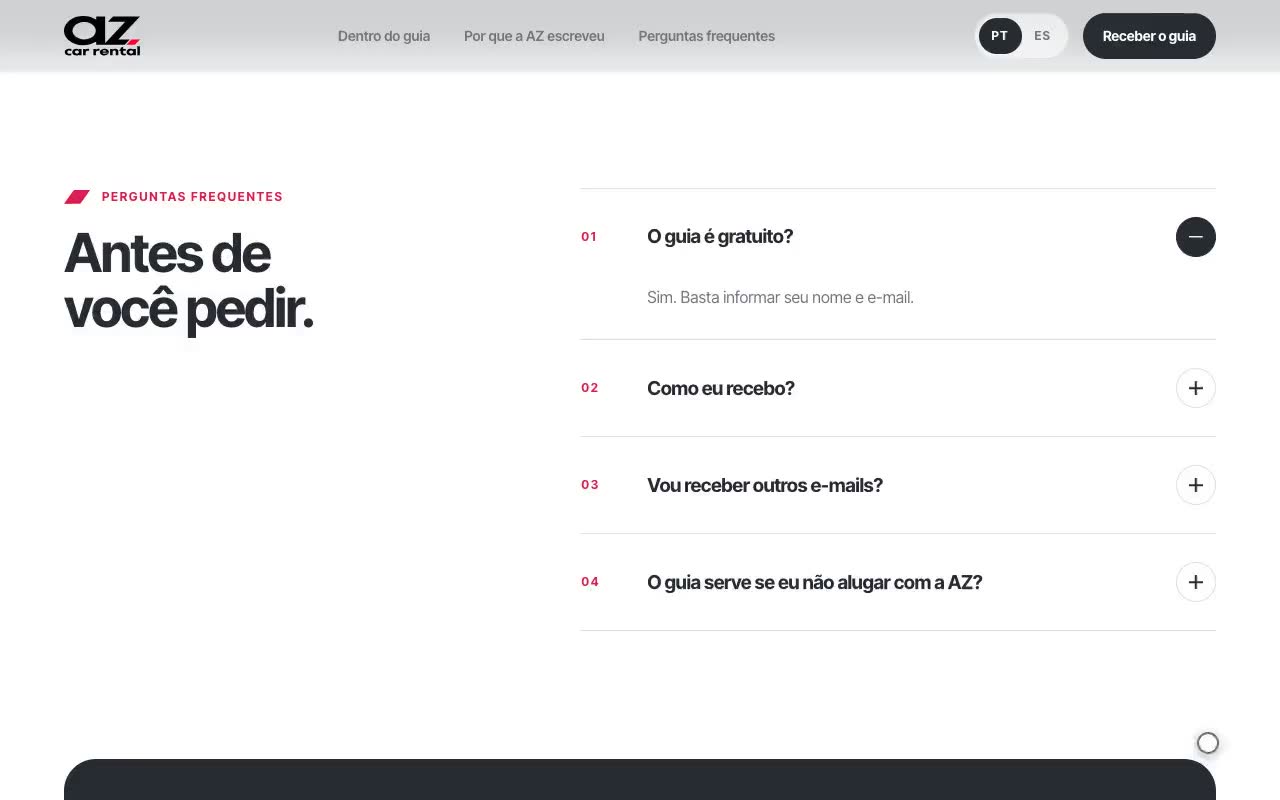 az.
car rental
Dentro do guia
Por que a AZ escreveu
Perguntas frequentes
PT
ES
Receber o guia
PERGUNTAS FREQUENTES
Antes de
você pedir.
01
O guia é gratuito?
Sim. Basta informar seu nome e e-mail.
02
Como eu recebo?
03
Vou receber outros e-mails?
04
O guia serve se eu não alugar com a AZ?